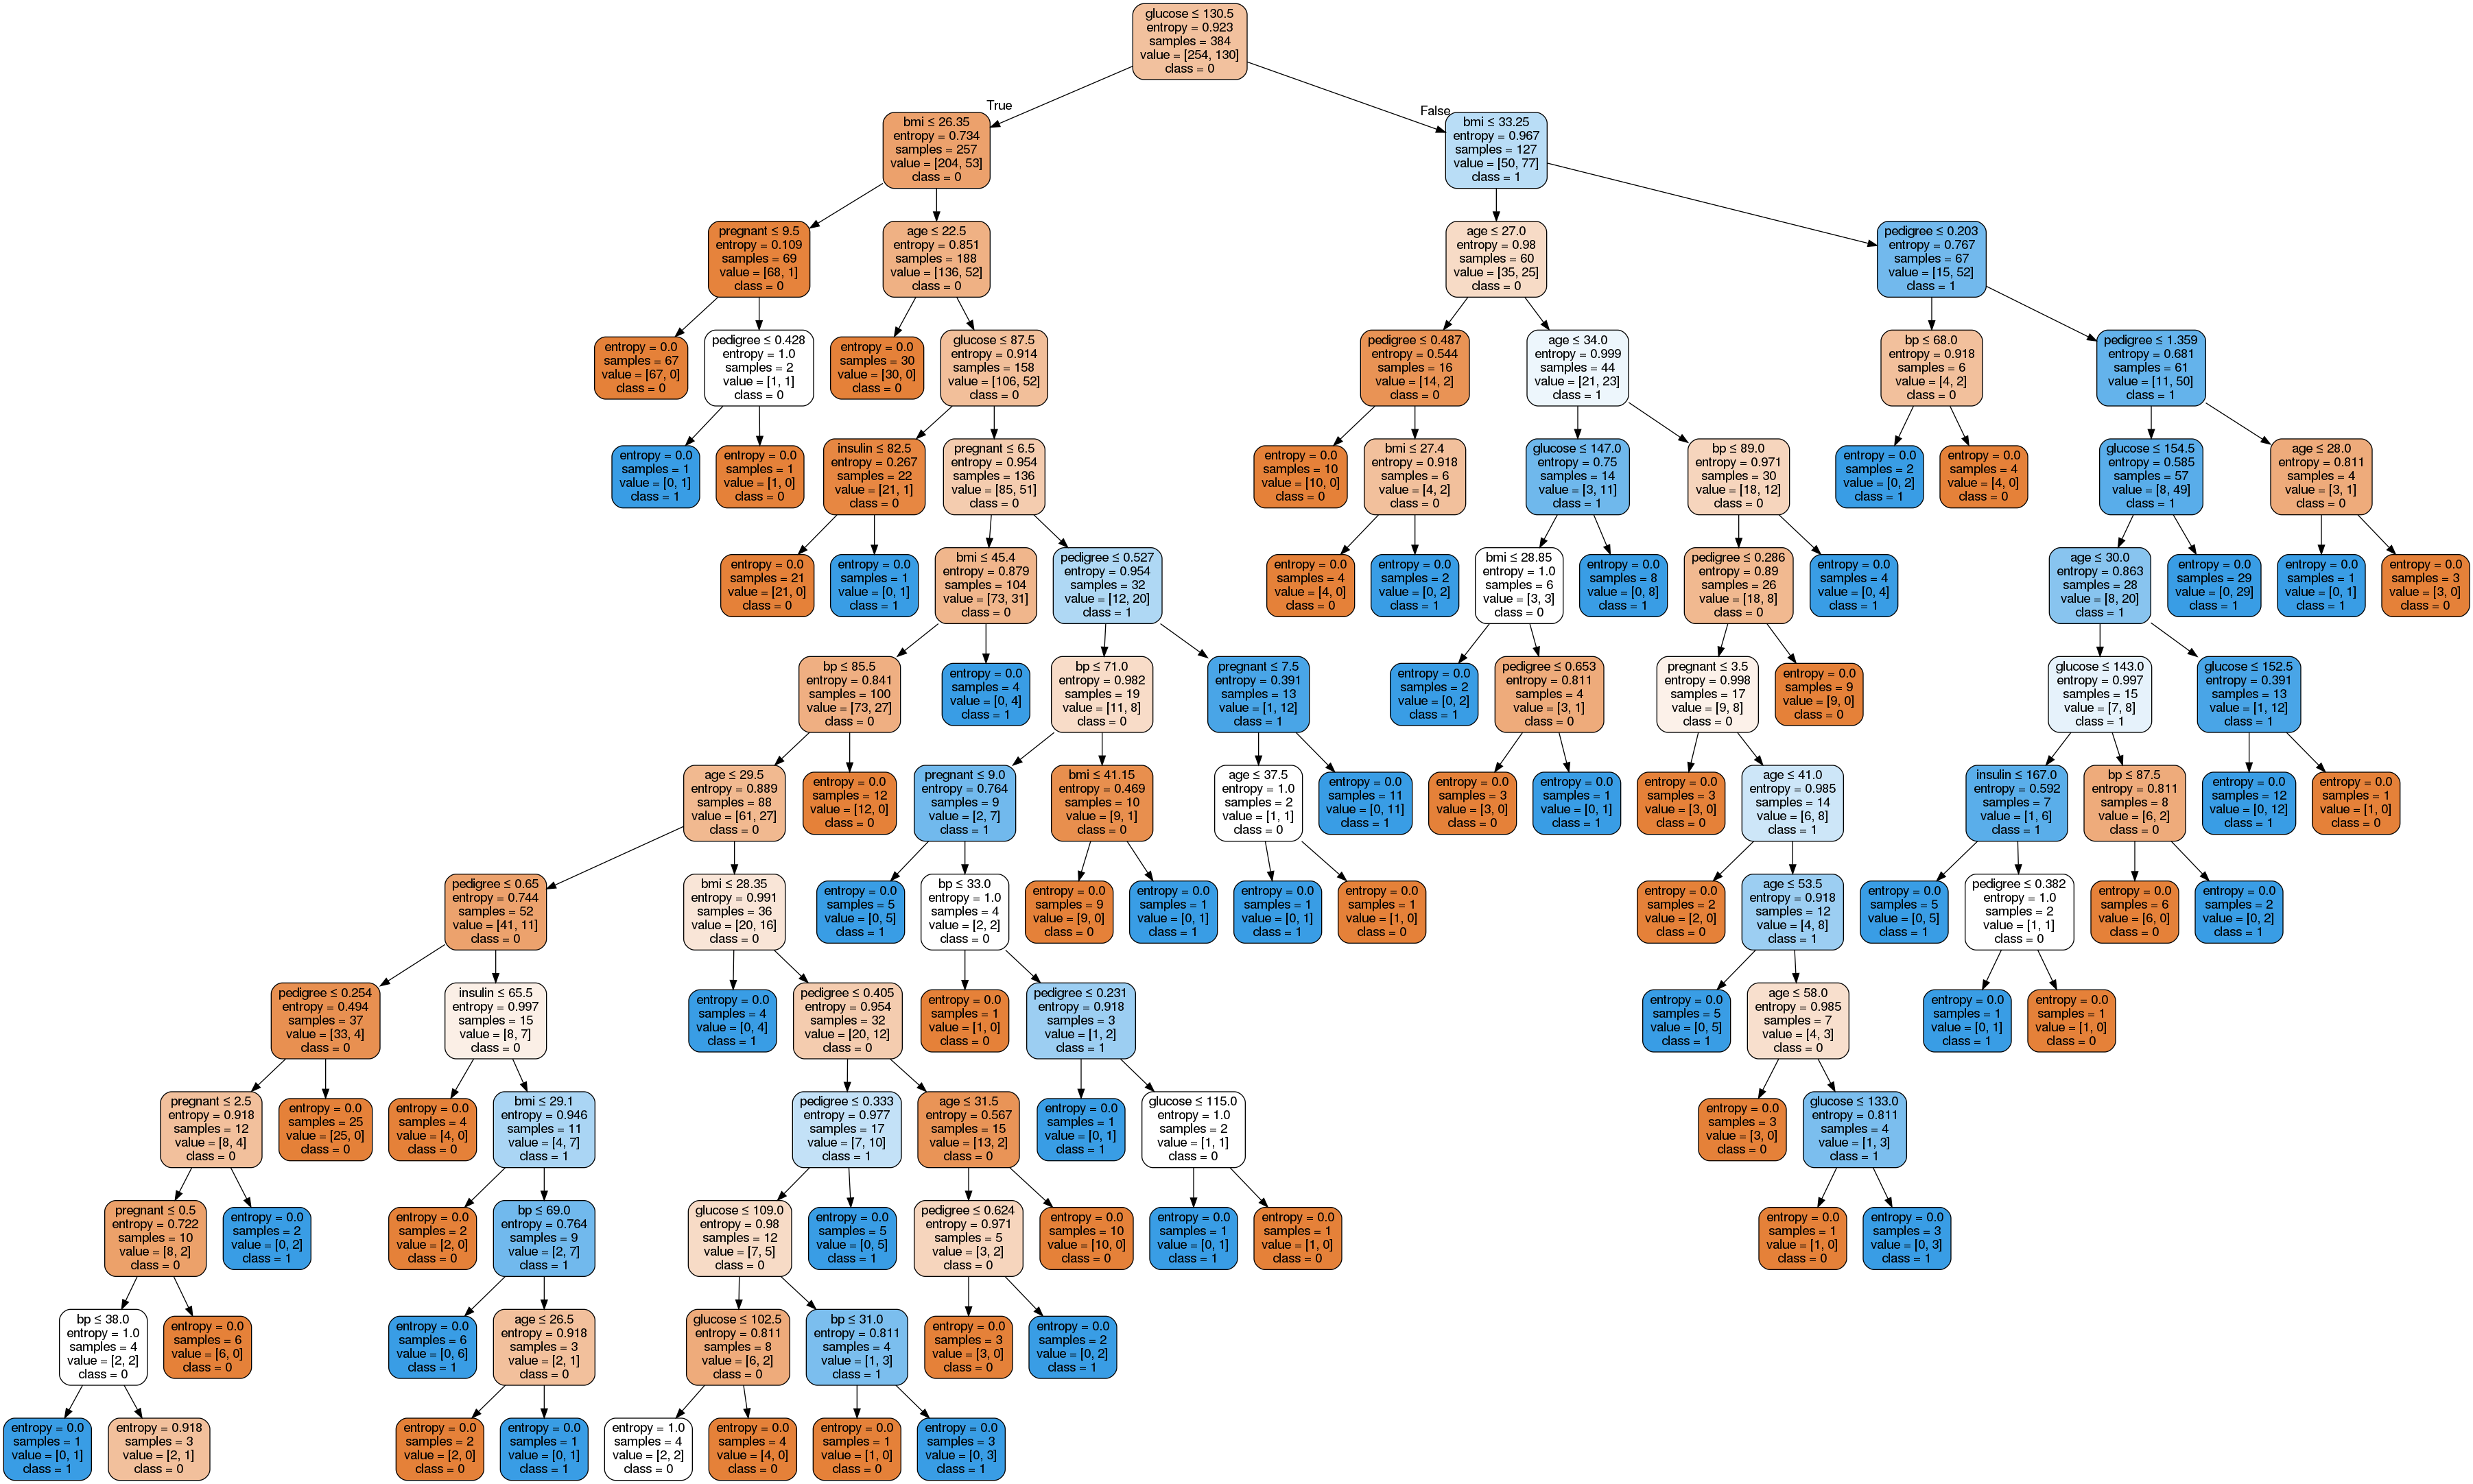 glucose ≤ 130.5
entropy = 0.923
samples = 384
value = [254, 130]
class = 0
True
False
bmi ≤ 26.35
entropy = 0.734
samples = 257
value = [204, 53]
class = 0
bmi ≤ 33.25
entropy = 0.967
samples = 127
value = [50, 77]
class = 1
pregnant ≤ 9.5
entropy = 0.109
samples = 69
value = [68, 1]
class = 0
age ≤ 22.5
entropy = 0.851
samples = 188
value = [136, 52]
class = 0
age ≤ 27.0
entropy = 0.98
samples = 60
value = [35, 25]
class = 0
pedigree ≤ 0.203
entropy = 0.767
samples = 67
value = [15, 52]
class = 1
entropy = 0.0
samples = 67
value = [67, 0]
class = 0
pedigree ≤ 0.428
entropy = 1.0
samples = 2
value = [1, 1]
class = 0
entropy = 0.0
samples = 30
value = [30, 0]
class = 0
glucose ≤ 87.5
entropy = 0.914
samples = 158
value = [106, 52]
class = 0
pedigree ≤ 0.487
entropy = 0.544
samples = 16
value = [14, 2]
class = 0
age ≤ 34.0
entropy = 0.999
samples = 44
value = [21, 23]
class = 1
bp ≤ 68.0
entropy = 0.918
samples = 6
value = [4, 2]
class = 0
pedigree ≤ 1.359
entropy = 0.681
samples = 61
value = [11, 50]
class = 1
entropy = 0.0
samples = 1
value = [0, 1]
class = 1
entropy = 0.0
samples = 1
value = [1, 0]
class = 0
insulin ≤ 82.5
entropy = 0.267
samples = 22
value = [21, 1]
class = 0
pregnant ≤ 6.5
entropy = 0.954
samples = 136
value = [85, 51]
class = 0
entropy = 0.0
samples = 10
value = [10, 0]
class = 0
bmi ≤ 27.4
entropy = 0.918
samples = 6
value = [4, 2]
class = 0
glucose ≤ 147.0
entropy = 0.75
samples = 14
value = [3, 11]
class = 1
bp ≤ 89.0
entropy = 0.971
samples = 30
value = [18, 12]
class = 0
entropy = 0.0
samples = 2
value = [0, 2]
class = 1
entropy = 0.0
samples = 4
value = [4, 0]
class = 0
glucose ≤ 154.5
entropy = 0.585
samples = 57
value = [8, 49]
class = 1
age ≤ 28.0
entropy = 0.811
samples = 4
value = [3, 1]
class = 0
entropy = 0.0
samples = 21
value = [21, 0]
class = 0
entropy = 0.0
samples = 1
value = [0, 1]
class = 1
bmi ≤ 45.4
entropy = 0.879
samples = 104
value = [73, 31]
class = 0
pedigree ≤ 0.527
entropy = 0.954
samples = 32
value = [12, 20]
class = 1
entropy = 0.0
samples = 4
value = [4, 0]
class = 0
entropy = 0.0
samples = 2
value = [0, 2]
class = 1
bmi ≤ 28.85
entropy = 1.0
samples = 6
value = [3, 3]
class = 0
entropy = 0.0
samples = 8
value = [0, 8]
class = 1
pedigree ≤ 0.286
entropy = 0.89
samples = 26
value = [18, 8]
class = 0
entropy = 0.0
samples = 4
value = [0, 4]
class = 1
age ≤ 30.0
entropy = 0.863
samples = 28
value = [8, 20]
class = 1
entropy = 0.0
samples = 29
value = [0, 29]
class = 1
entropy = 0.0
samples = 1
value = [0, 1]
class = 1
entropy = 0.0
samples = 3
value = [3, 0]
class = 0
bp ≤ 85.5
entropy = 0.841
samples = 100
value = [73, 27]
class = 0
entropy = 0.0
samples = 4
value = [0, 4]
class = 1
bp ≤ 71.0
entropy = 0.982
samples = 19
value = [11, 8]
class = 0
pregnant ≤ 7.5
entropy = 0.391
samples = 13
value = [1, 12]
class = 1
entropy = 0.0
samples = 2
value = [0, 2]
class = 1
pedigree ≤ 0.653
entropy = 0.811
samples = 4
value = [3, 1]
class = 0
pregnant ≤ 3.5
entropy = 0.998
samples = 17
value = [9, 8]
class = 0
entropy = 0.0
samples = 9
value = [9, 0]
class = 0
glucose ≤ 143.0
entropy = 0.997
samples = 15
value = [7, 8]
class = 1
glucose ≤ 152.5
entropy = 0.391
samples = 13
value = [1, 12]
class = 1
age ≤ 29.5
entropy = 0.889
samples = 88
value = [61, 27]
class = 0
entropy = 0.0
samples = 12
value = [12, 0]
class = 0
pregnant ≤ 9.0
entropy = 0.764
samples = 9
value = [2, 7]
class = 1
bmi ≤ 41.15
entropy = 0.469
samples = 10
value = [9, 1]
class = 0
age ≤ 37.5
entropy = 1.0
samples = 2
value = [1, 1]
class = 0
entropy = 0.0
samples = 11
value = [0, 11]
class = 1
entropy = 0.0
samples = 3
value = [3, 0]
class = 0
entropy = 0.0
samples = 1
value = [0, 1]
class = 1
entropy = 0.0
samples = 3
value = [3, 0]
class = 0
age ≤ 41.0
entropy = 0.985
samples = 14
value = [6, 8]
class = 1
insulin ≤ 167.0
entropy = 0.592
samples = 7
value = [1, 6]
class = 1
bp ≤ 87.5
entropy = 0.811
samples = 8
value = [6, 2]
class = 0
entropy = 0.0
samples = 12
value = [0, 12]
class = 1
entropy = 0.0
samples = 1
value = [1, 0]
class = 0
pedigree ≤ 0.65
entropy = 0.744
samples = 52
value = [41, 11]
class = 0
bmi ≤ 28.35
entropy = 0.991
samples = 36
value = [20, 16]
class = 0
entropy = 0.0
samples = 5
value = [0, 5]
class = 1
bp ≤ 33.0
entropy = 1.0
samples = 4
value = [2, 2]
class = 0
entropy = 0.0
samples = 9
value = [9, 0]
class = 0
entropy = 0.0
samples = 1
value = [0, 1]
class = 1
entropy = 0.0
samples = 1
value = [0, 1]
class = 1
entropy = 0.0
samples = 1
value = [1, 0]
class = 0
entropy = 0.0
samples = 2
value = [2, 0]
class = 0
age ≤ 53.5
entropy = 0.918
samples = 12
value = [4, 8]
class = 1
entropy = 0.0
samples = 5
value = [0, 5]
class = 1
pedigree ≤ 0.382
entropy = 1.0
samples = 2
value = [1, 1]
class = 0
entropy = 0.0
samples = 6
value = [6, 0]
class = 0
entropy = 0.0
samples = 2
value = [0, 2]
class = 1
pedigree ≤ 0.254
entropy = 0.494
samples = 37
value = [33, 4]
class = 0
insulin ≤ 65.5
entropy = 0.997
samples = 15
value = [8, 7]
class = 0
entropy = 0.0
samples = 4
value = [0, 4]
class = 1
pedigree ≤ 0.405
entropy = 0.954
samples = 32
value = [20, 12]
class = 0
entropy = 0.0
samples = 1
value = [1, 0]
class = 0
pedigree ≤ 0.231
entropy = 0.918
samples = 3
value = [1, 2]
class = 1
entropy = 0.0
samples = 5
value = [0, 5]
class = 1
age ≤ 58.0
entropy = 0.985
samples = 7
value = [4, 3]
class = 0
entropy = 0.0
samples = 1
value = [0, 1]
class = 1
entropy = 0.0
samples = 1
value = [1, 0]
class = 0
pregnant ≤ 2.5
entropy = 0.918
samples = 12
value = [8, 4]
class = 0
entropy = 0.0
samples = 25
value = [25, 0]
class = 0
entropy = 0.0
samples = 4
value = [4, 0]
class = 0
bmi ≤ 29.1
entropy = 0.946
samples = 11
value = [4, 7]
class = 1
pedigree ≤ 0.333
entropy = 0.977
samples = 17
value = [7, 10]
class = 1
age ≤ 31.5
entropy = 0.567
samples = 15
value = [13, 2]
class = 0
entropy = 0.0
samples = 1
value = [0, 1]
class = 1
glucose ≤ 115.0
entropy = 1.0
samples = 2
value = [1, 1]
class = 0
entropy = 0.0
samples = 3
value = [3, 0]
class = 0
glucose ≤ 133.0
entropy = 0.811
samples = 4
value = [1, 3]
class = 1
pregnant ≤ 0.5
entropy = 0.722
samples = 10
value = [8, 2]
class = 0
entropy = 0.0
samples = 2
value = [0, 2]
class = 1
entropy = 0.0
samples = 2
value = [2, 0]
class = 0
bp ≤ 69.0
entropy = 0.764
samples = 9
value = [2, 7]
class = 1
glucose ≤ 109.0
entropy = 0.98
samples = 12
value = [7, 5]
class = 0
entropy = 0.0
samples = 5
value = [0, 5]
class = 1
pedigree ≤ 0.624
entropy = 0.971
samples = 5
value = [3, 2]
class = 0
entropy = 0.0
samples = 10
value = [10, 0]
class = 0
entropy = 0.0
samples = 1
value = [0, 1]
class = 1
entropy = 0.0
samples = 1
value = [1, 0]
class = 0
entropy = 0.0
samples = 1
value = [1, 0]
class = 0
entropy = 0.0
samples = 3
value = [0, 3]
class = 1
bp ≤ 38.0
entropy = 1.0
samples = 4
value = [2, 2]
class = 0
entropy = 0.0
samples = 6
value = [6, 0]
class = 0
entropy = 0.0
samples = 6
value = [0, 6]
class = 1
age ≤ 26.5
entropy = 0.918
samples = 3
value = [2, 1]
class = 0
glucose ≤ 102.5
entropy = 0.811
samples = 8
value = [6, 2]
class = 0
bp ≤ 31.0
entropy = 0.811
samples = 4
value = [1, 3]
class = 1
entropy = 0.0
samples = 3
value = [3, 0]
class = 0
entropy = 0.0
samples = 2
value = [0, 2]
class = 1
entropy = 0.0
samples = 1
value = [0, 1]
class = 1
entropy = 0.918
samples = 3
value = [2, 1]
class = 0
entropy = 0.0
samples = 2
value = [2, 0]
class = 0
entropy = 0.0
samples = 1
value = [0, 1]
class = 1
entropy = 1.0
samples = 4
value = [2, 2]
class = 0
entropy = 0.0
samples = 4
value = [4, 0]
class = 0
entropy = 0.0
samples = 1
value = [1, 0]
class = 0
entropy = 0.0
samples = 3
value = [0, 3]
class = 1